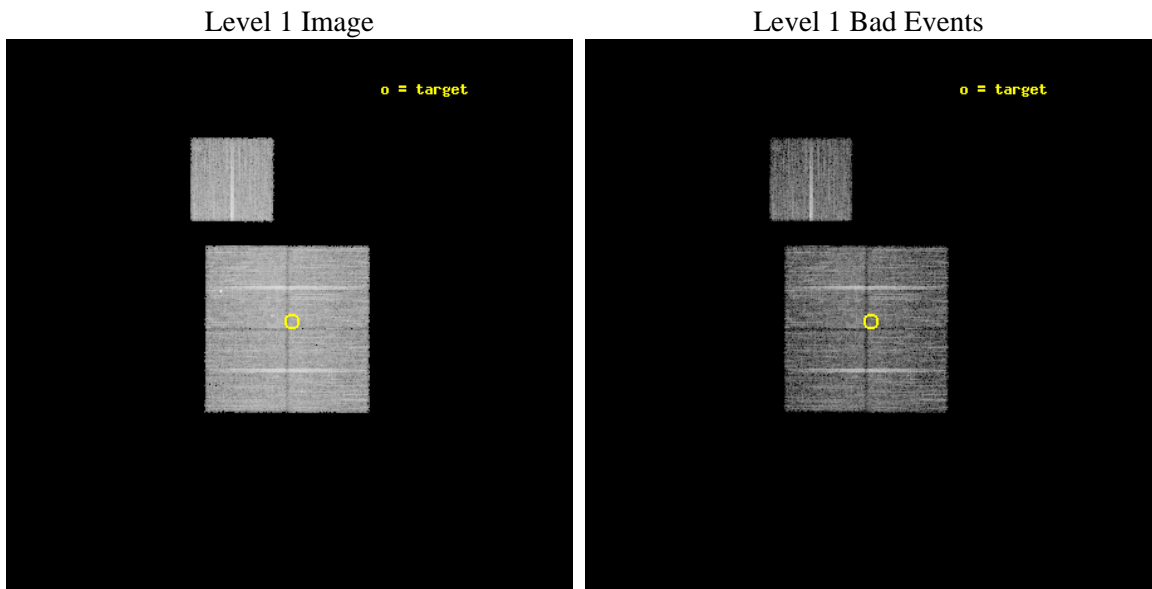 Level 1 Image
Level 1 Bad Events
o = target
o = target